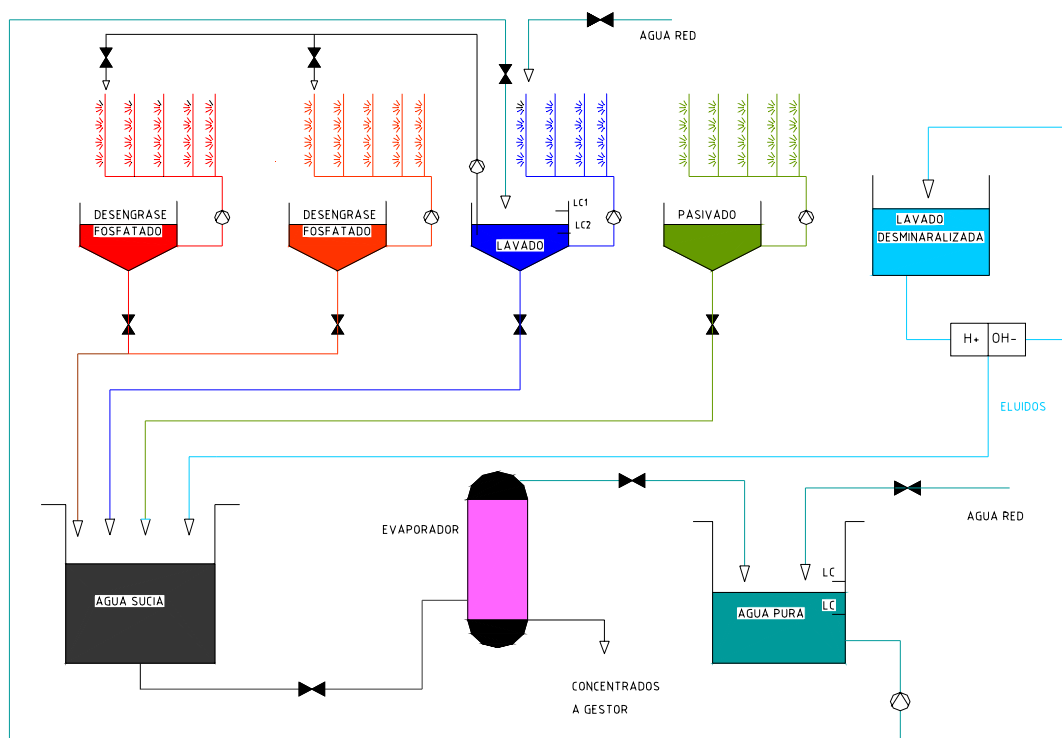 AGUA RED
DESENGRASE
FOSFATADO
DESENGRASE
FOSFATADO
LC1
LC2
LAVADO
PASIVADO
LAVADO
DESMINARALIZADA
H+ OH-
ELUIDOS
EVAPORADOR
AGUA RED
AGUA SUCIA
LC
LC
AGUA PURA
CONCENTRADOS
A GESTOR